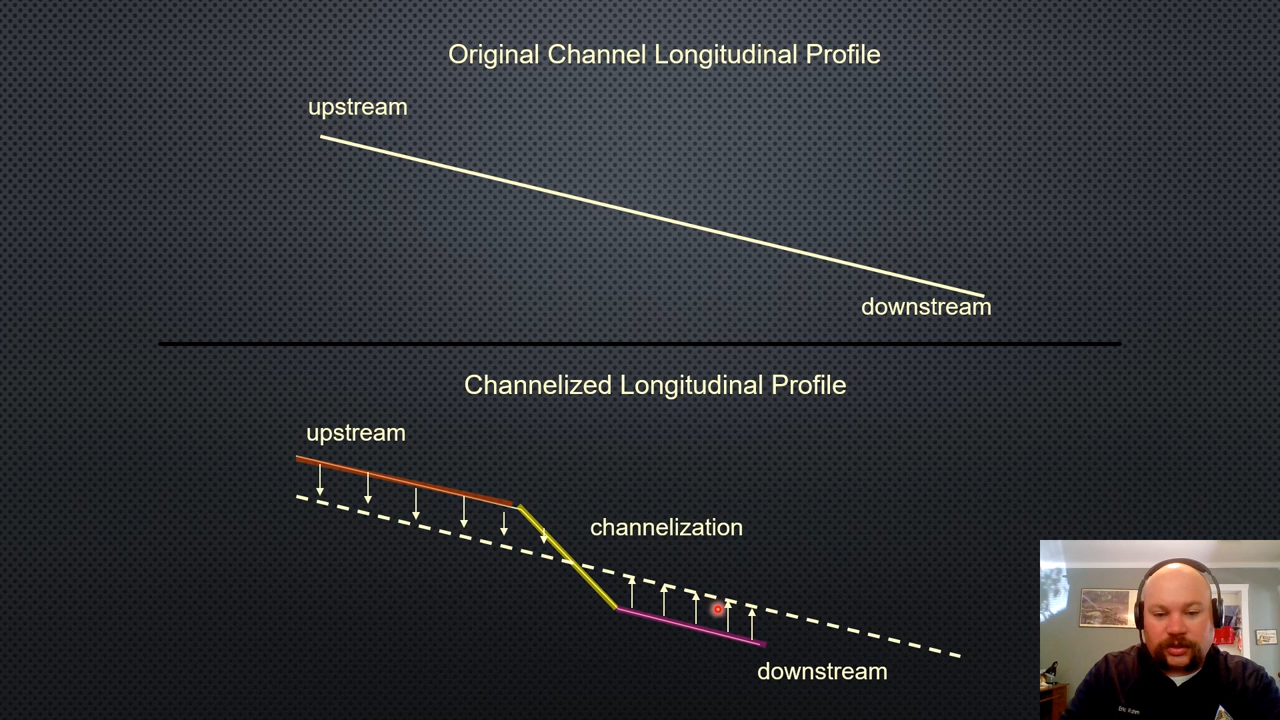 Original Channel Longitudinal Profile
upstream
downstream
Channelized Longitudinal Profile
upstream
channelization
downstream